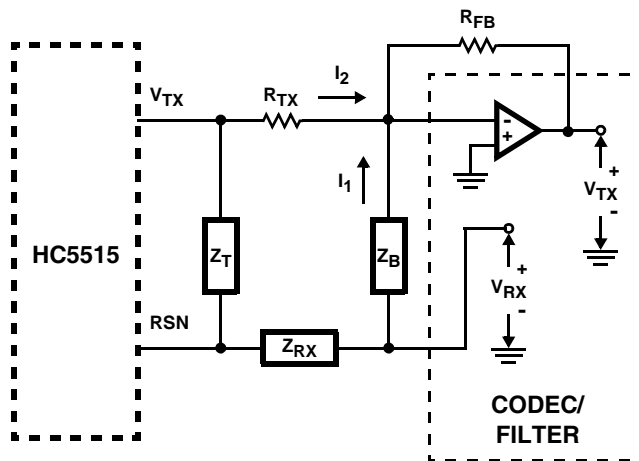 R_FB
I_2
V_TX
R_TX
-
+
I_1
+
V_TX
-
HC5515
Z_T
Z_B
+
V_RX
-
RSN
Z_RX
CODEC/
FILTER